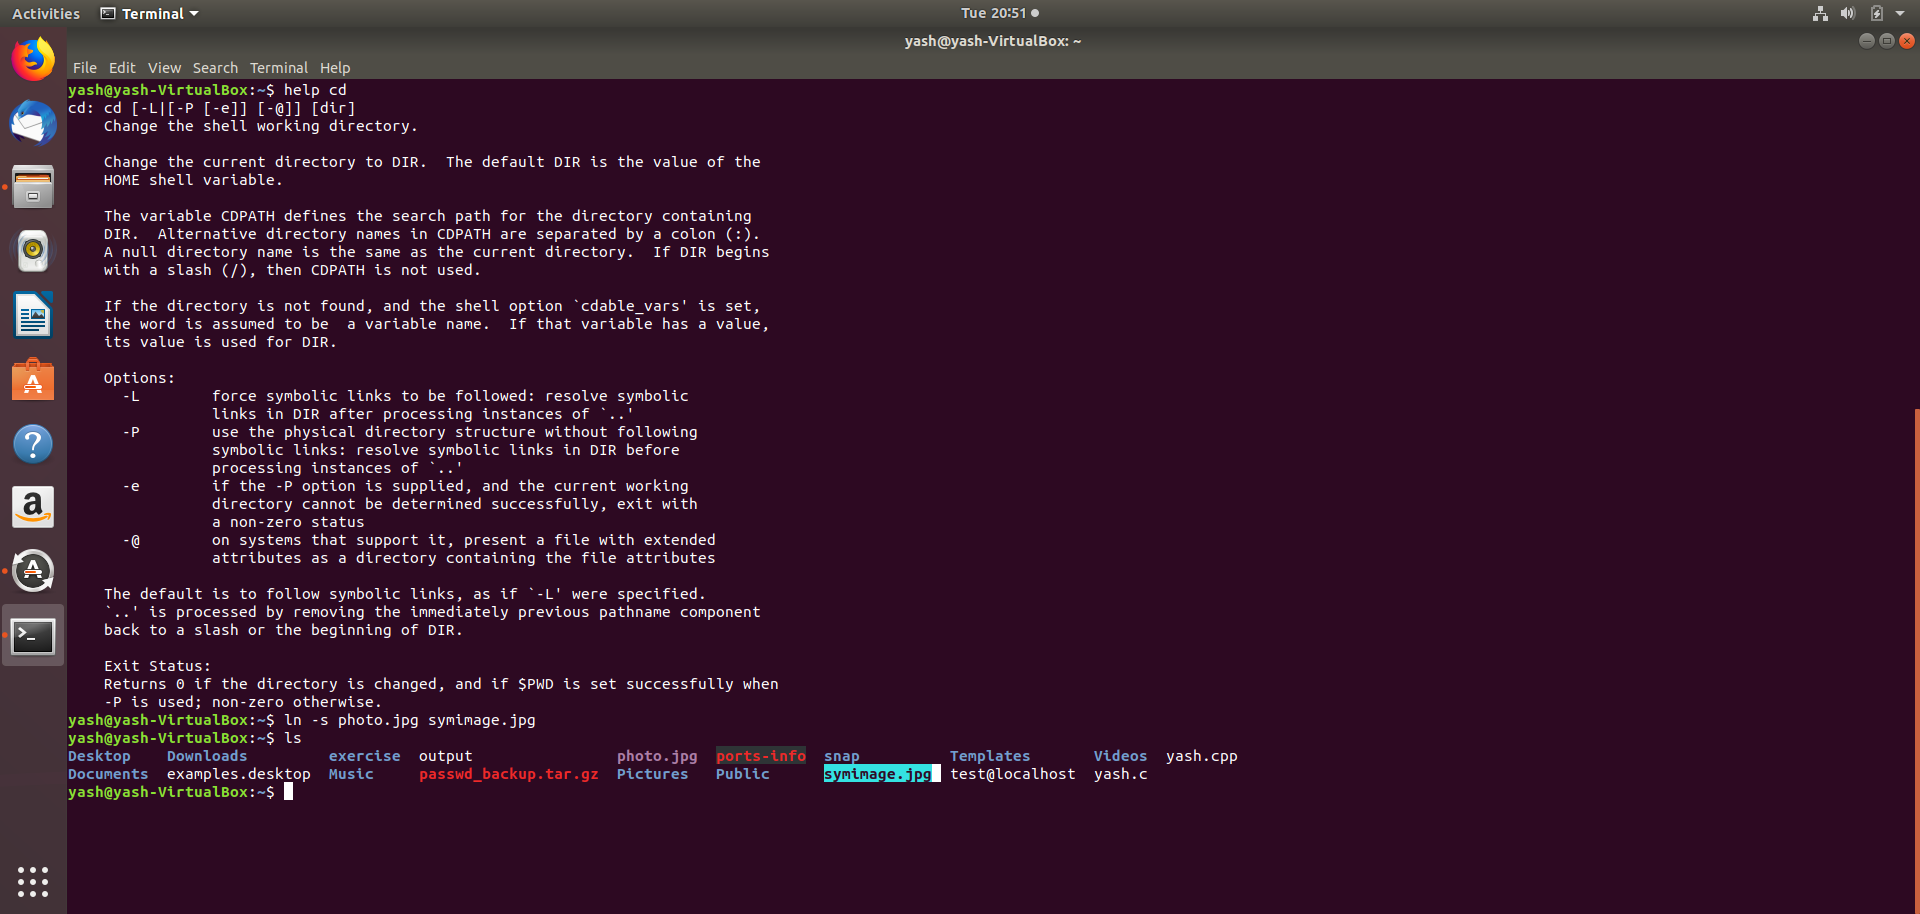 Activities Terminal Tue 20:51
yash@yash-VirtualBox: ~
File Edit View Search Terminal Help
yash@yash-VirtualBox:~$ help cd
cd: cd [-L|[-P [-e]] [-@]] [dir]
    Change the shell working directory.
    Change the current directory to DIR.  The default DIR is the value of the
    HOME shell variable.
    The variable CDPATH defines the search path for the directory containing
    DIR.  Alternative directory names in CDPATH are separated by a colon (:).
    A null directory name is the same as the current directory.  If DIR begins
    with a slash (/), then CDPATH is not used.
    If the directory is not found, and the shell option `cdable_vars' is set,
    the word is assumed to be  a variable name.  If that variable has a value,
    its value is used for DIR.
    Options:
      -L        force symbolic links to be followed: resolve symbolic
                links in DIR after processing instances of `..'
      -P        use the physical directory structure without following
                symbolic links: resolve symbolic links in DIR before
                processing instances of `..'
      -e        if the -P option is supplied, and the current working
                directory cannot be determined successfully, exit with
                a non-zero status
      -@        on systems that support it, present a file with extended
                attributes as a directory containing the file attributes
    The default is to follow symbolic links, as if `-L' were specified.
    `..' is processed by removing the immediately previous pathname component
    back to a slash or the beginning of DIR.
    Exit Status:
    Returns 0 if the directory is changed, and if $PWD is set successfully when
    -P is used; non-zero otherwise.
yash@yash-VirtualBox:~$ ln -s photo.jpg symimage.jpg
yash@yash-VirtualBox:~$ ls
Desktop    Downloads         exercise  output                photo.jpg  ports-info  snap          Templates       Videos  yash.cpp
Documents  examples.desktop  Music     passwd_backup.tar.gz  Pictures   Public      symimage.jpg  test@localhost  yash.c
yash@yash-VirtualBox:~$